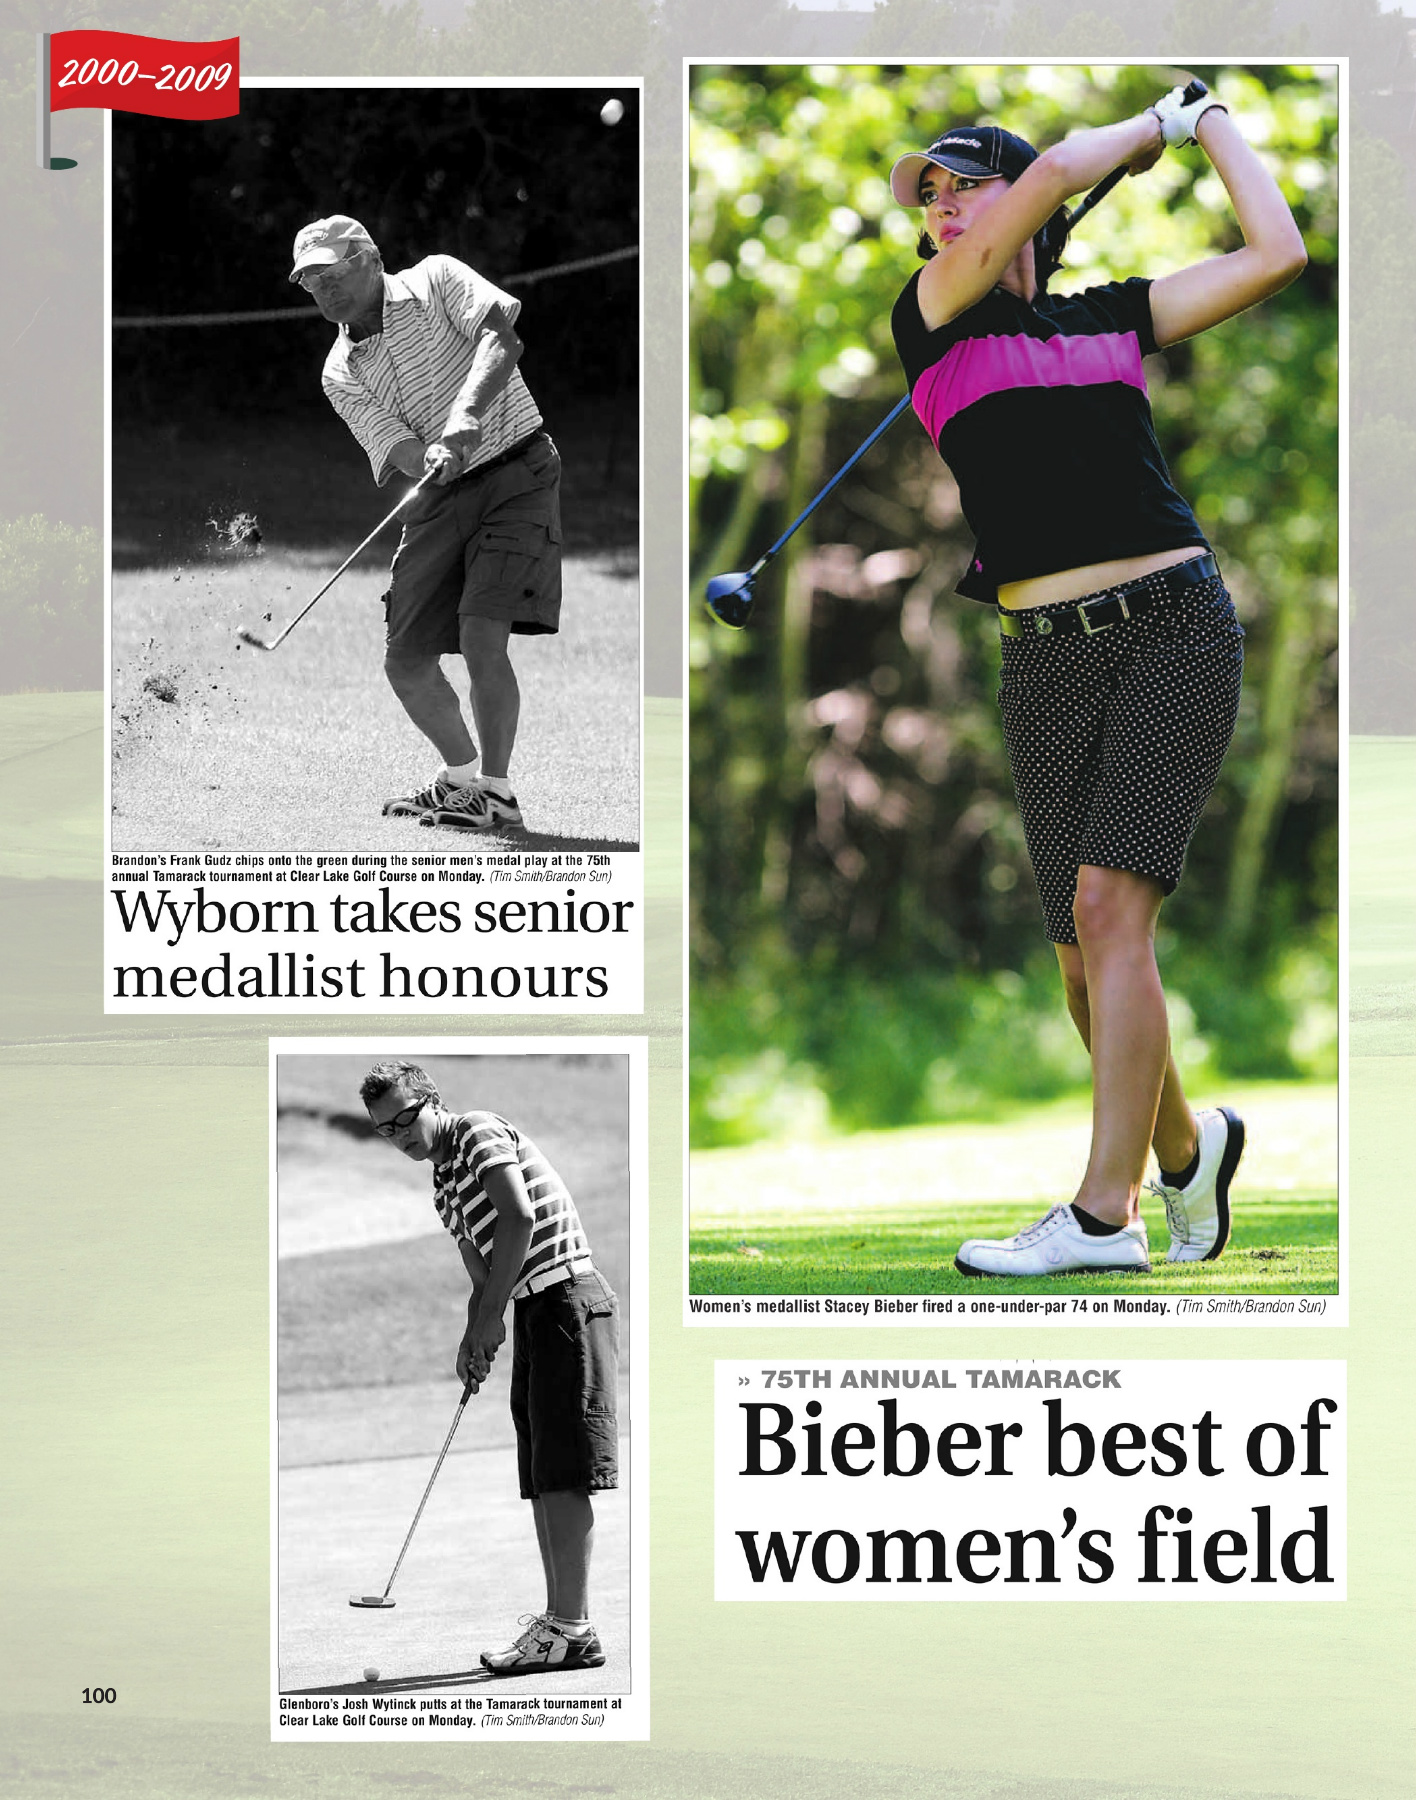 2000–2009
Brandon's Frank Gudz chips onto the green during the senior men's medal play at the 75th
annual Tamarack tournament at Clear Lake Golf Course on Monday. (Tim Smith/Brandon Sun)
Wyborn takes senior
medallist honours
Glenboro's Josh Wytinck putts at the Tamarack tournament at
Clear Lake Golf Course on Monday. (Tim Smith/Brandon Sun)
Women's medallist Stacey Bieber fired a one-under-par 74 on Monday. (Tim Smith/Brandon Sun)
» 75TH ANNUAL TAMARACK
Bieber best of
women's field
100